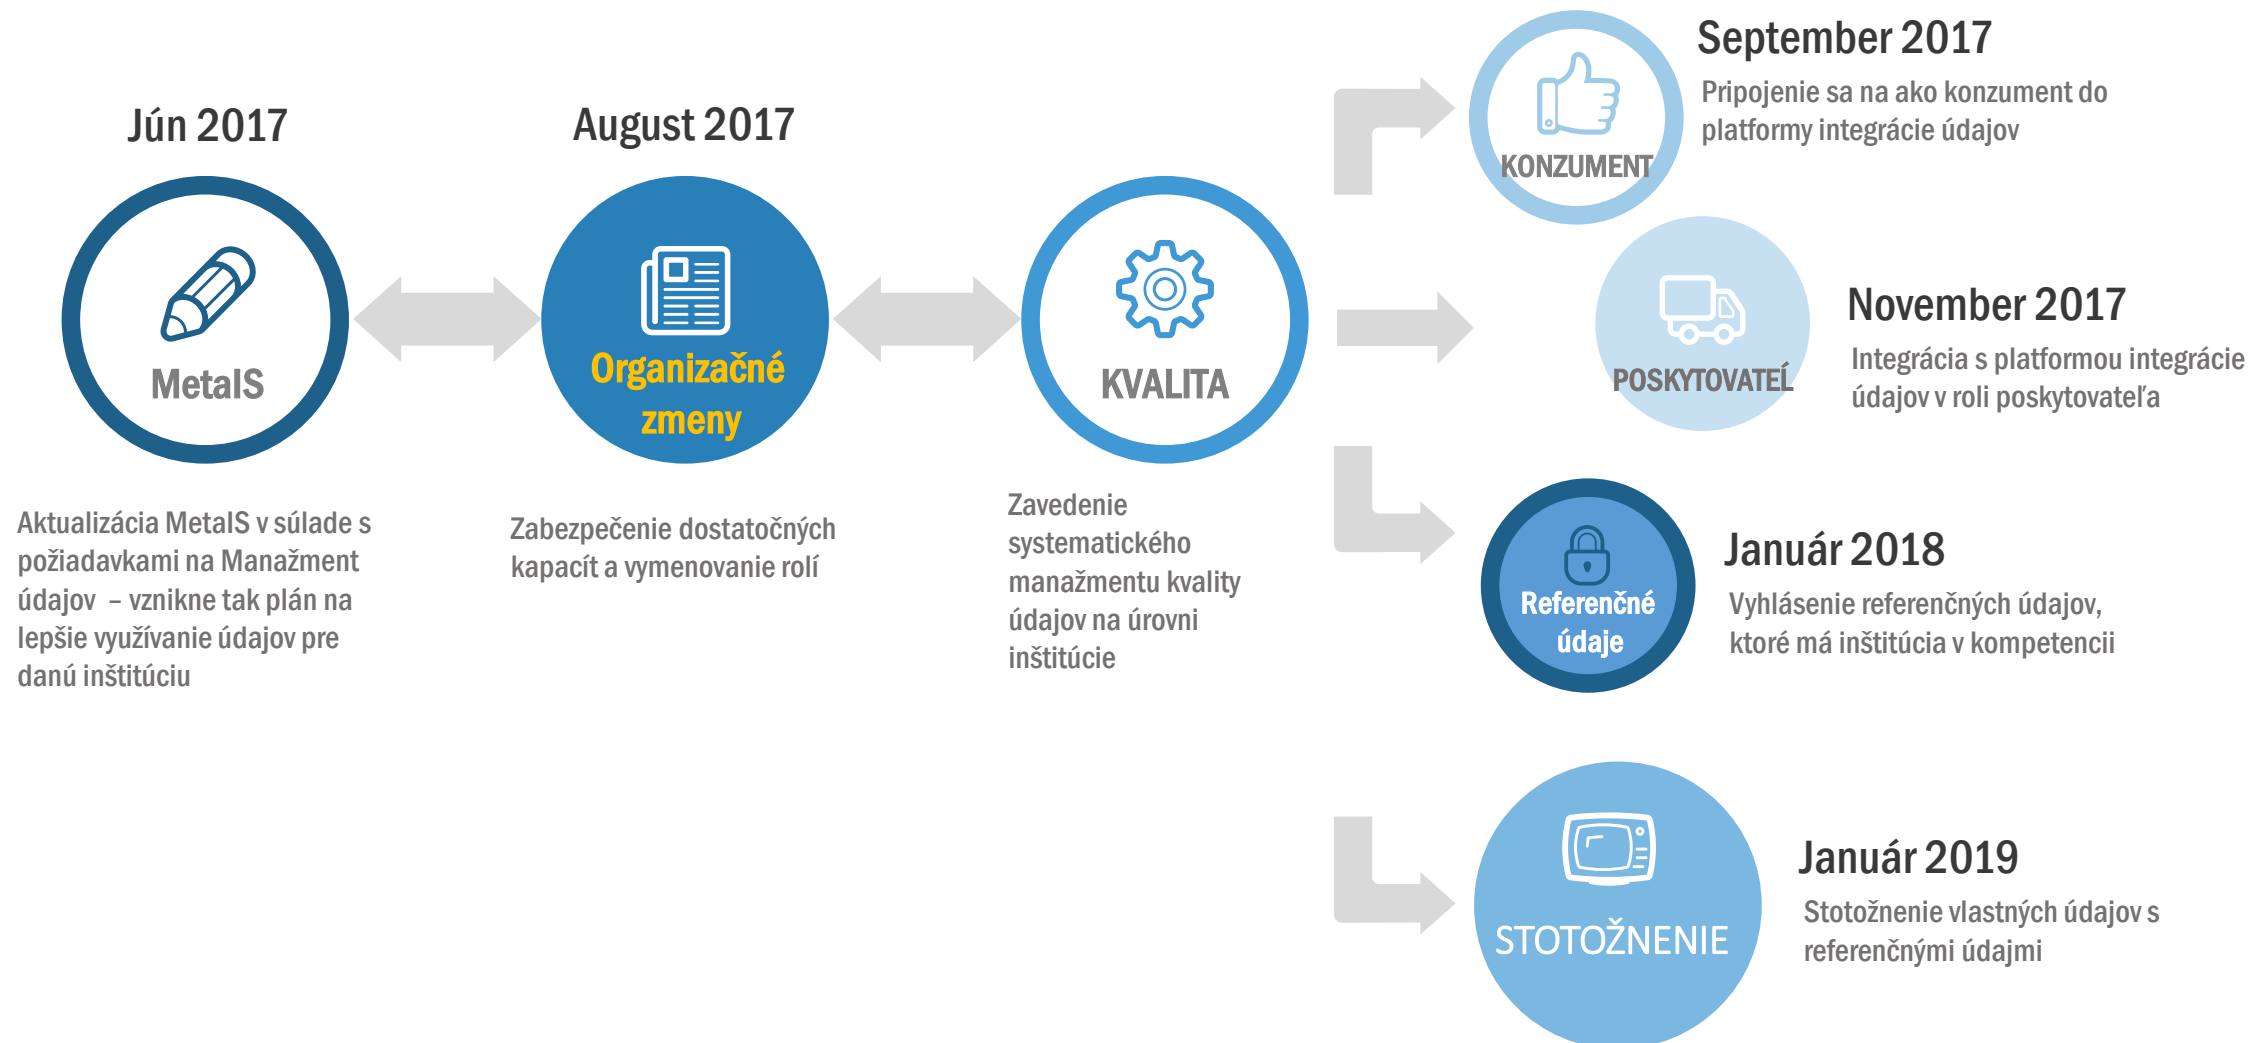 Jún 2017
MetaIS
Aktualizácia MetaIS v súlade s
požiadavkami na Manažment
údajov – vznikne tak plán na
lepšie využívanie údajov pre
danú inštitúciu
August 2017
Organizačné
zmeny
Zabezpečenie dostatočných
kapacít a vymenovanie rolí
KVALITA
Zavedenie
systematického
manažmentu kvality
údajov na úrovni
inštitúcie
KONZUMENT
September 2017
Pripojenie sa na ako konzument do
platformy integrácie údajov
POSKYTOVATEĹ
November 2017
Integrácia s platformou integrácie
údajov v roli poskytovateľa
Referenčné
údaje
Január 2018
Vyhlásenie referenčných údajov,
ktoré má inštitúcia v kompetencii
STOTOŽNENIE
Január 2019
Stotožnenie vlastných údajov s
referenčnými údajmi